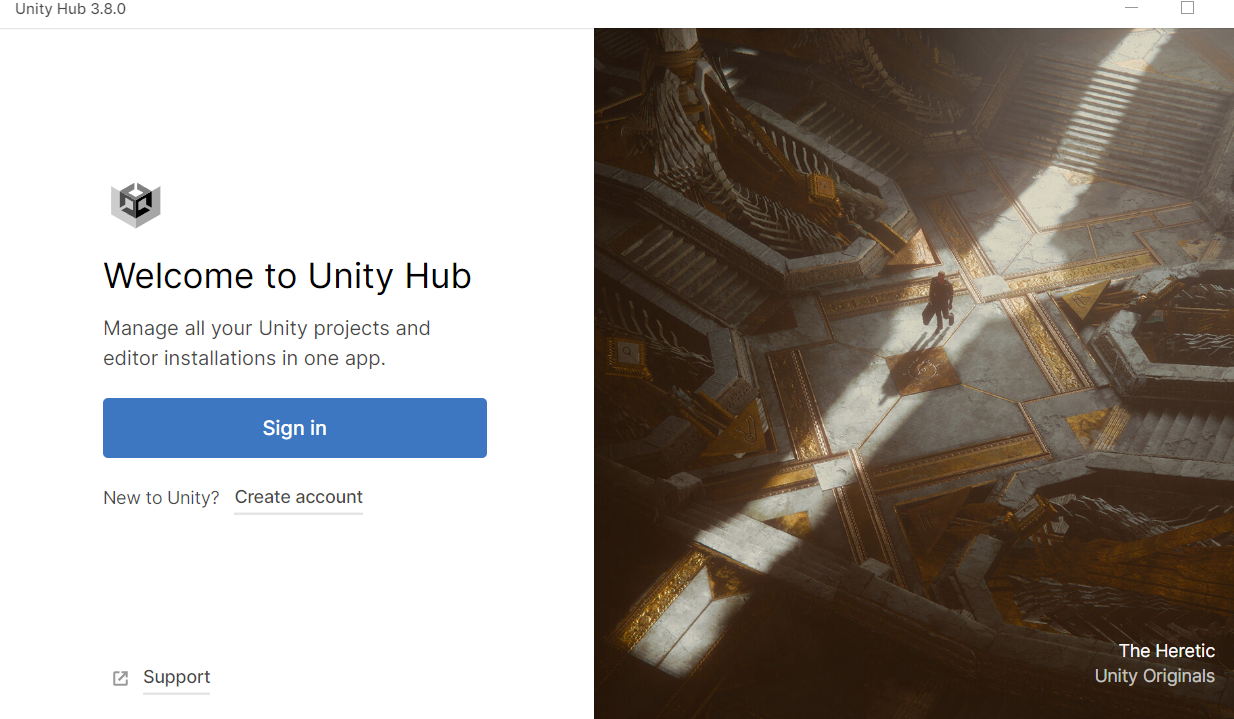 Unity Hub 3.8.0
Welcome to Unity Hub
Manage all your Unity projects and
editor installations in one app.
Sign in
New to Unity? Create account
Support
The Heretic
Unity Originals